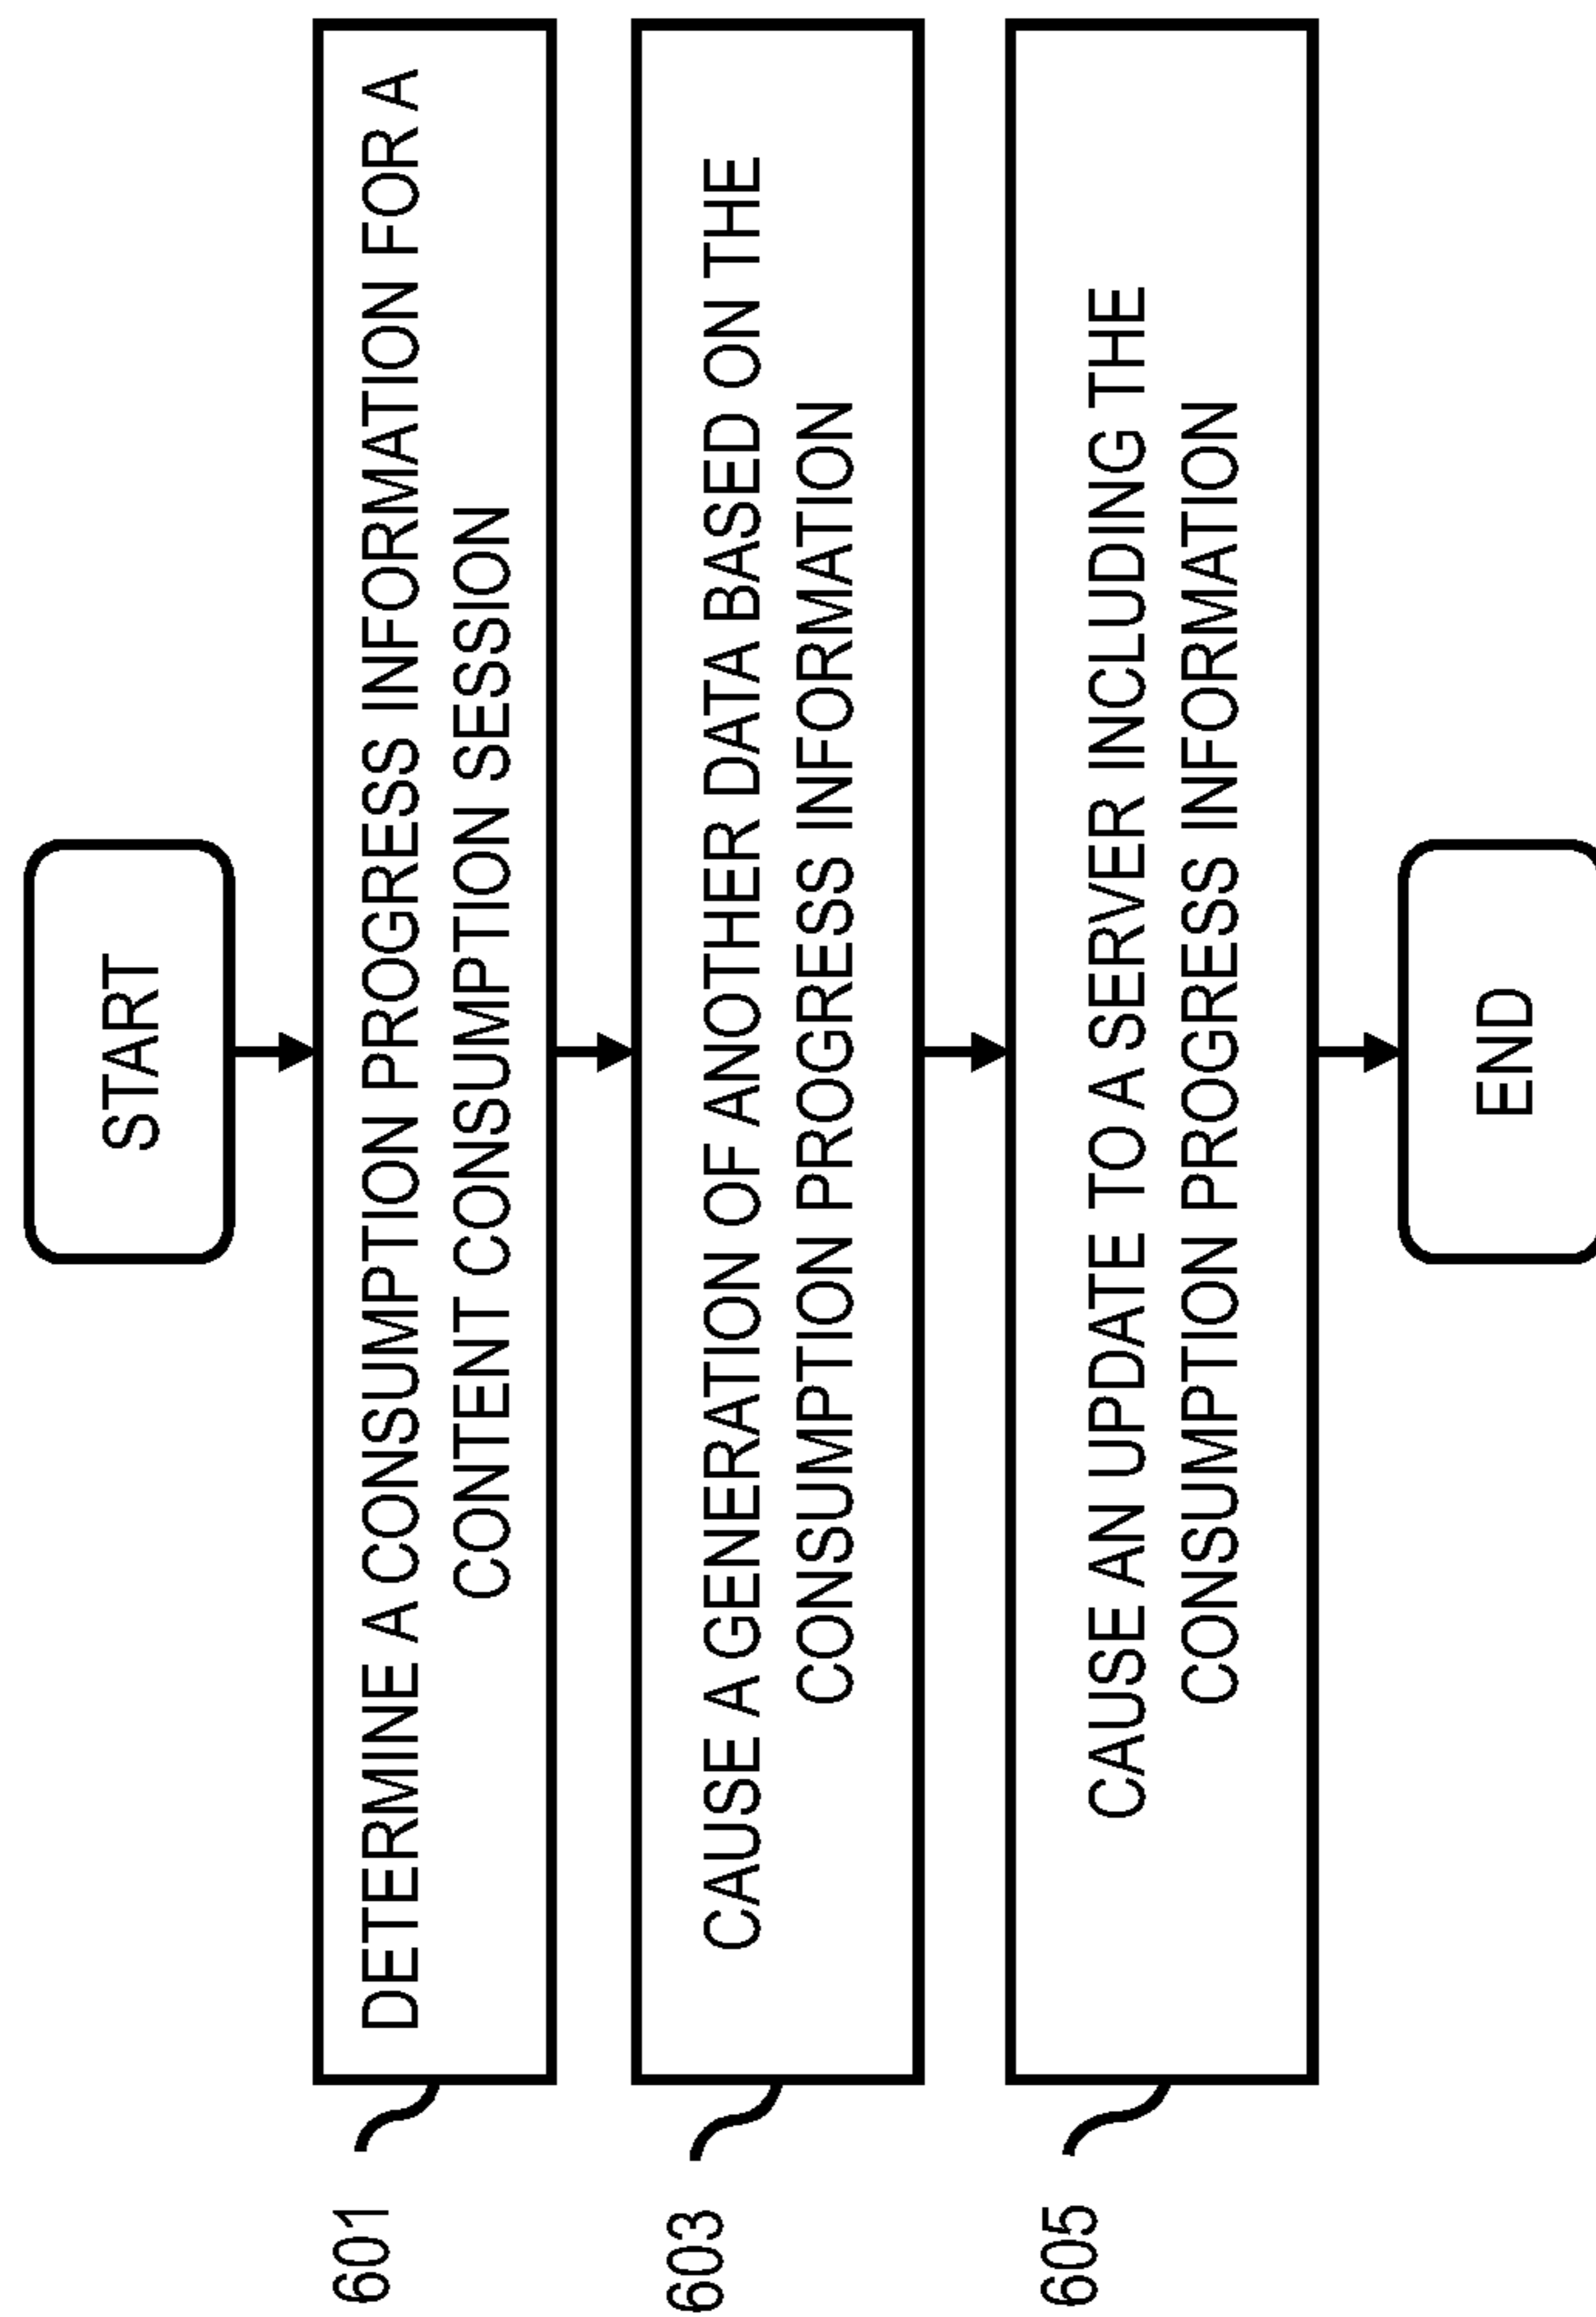 START
601
DETERMINE A CONSUMPTION PROGRESS INFORMATION FOR A
CONTENT CONSUMPTION SESSION
603
CAUSE A GENERATION OF ANOTHER DATA BASED ON THE
CONSUMPTION PROGRESS INFORMATION
605
CAUSE AN UPDATE TO A SERVER INCLUDING THE
CONSUMPTION PROGRESS INFORMATION
END